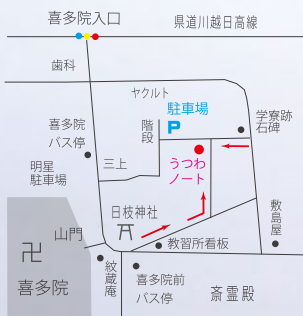 喜多院入口
県道川越日高線
歯科
ヤクルト
駐車場
P
階段
学寮跡
石碑
喜多院
バス停
明星
駐車場
三上
うつわ
ノート
日枝神社
敷島屋
山門
卍
喜多院
紋蔵庵
教習所看板
喜多院前
バス停
斎霊殿